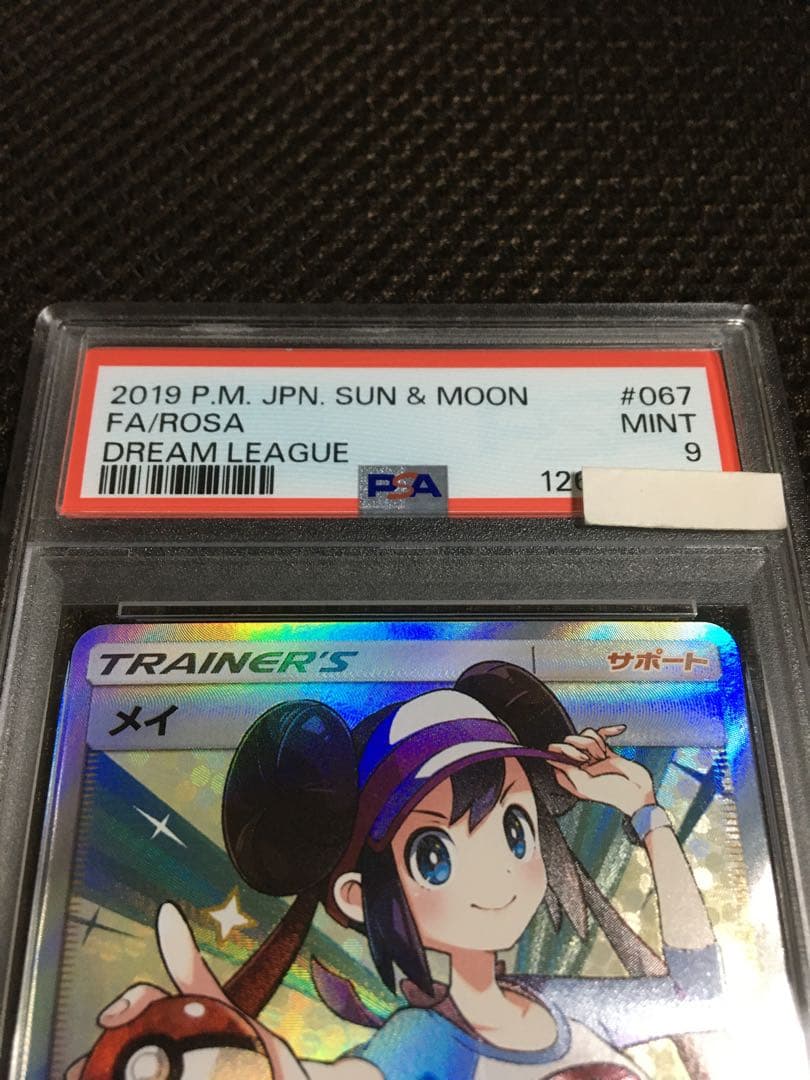 2019 P.M. JPN. SUN & MOON #067
FA/ROSA MINT
DREAM LEAGUE 9
PSA
TRAINER'S サポート
メイ